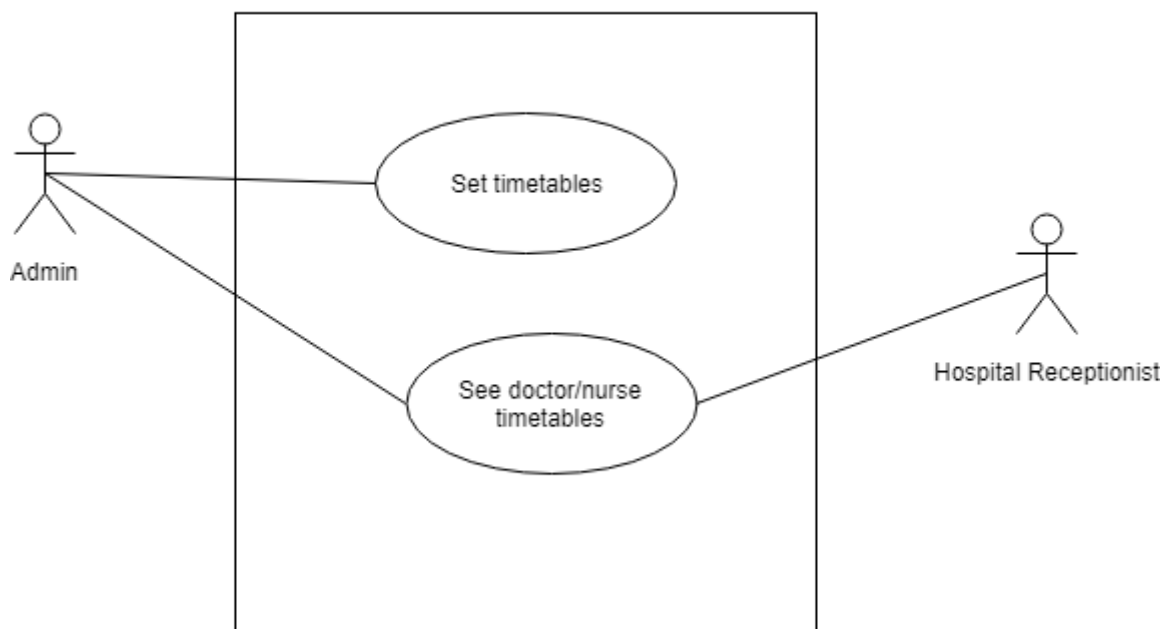 Set timetables
Admin
See doctor/nurse
timetables
Hospital Receptionist